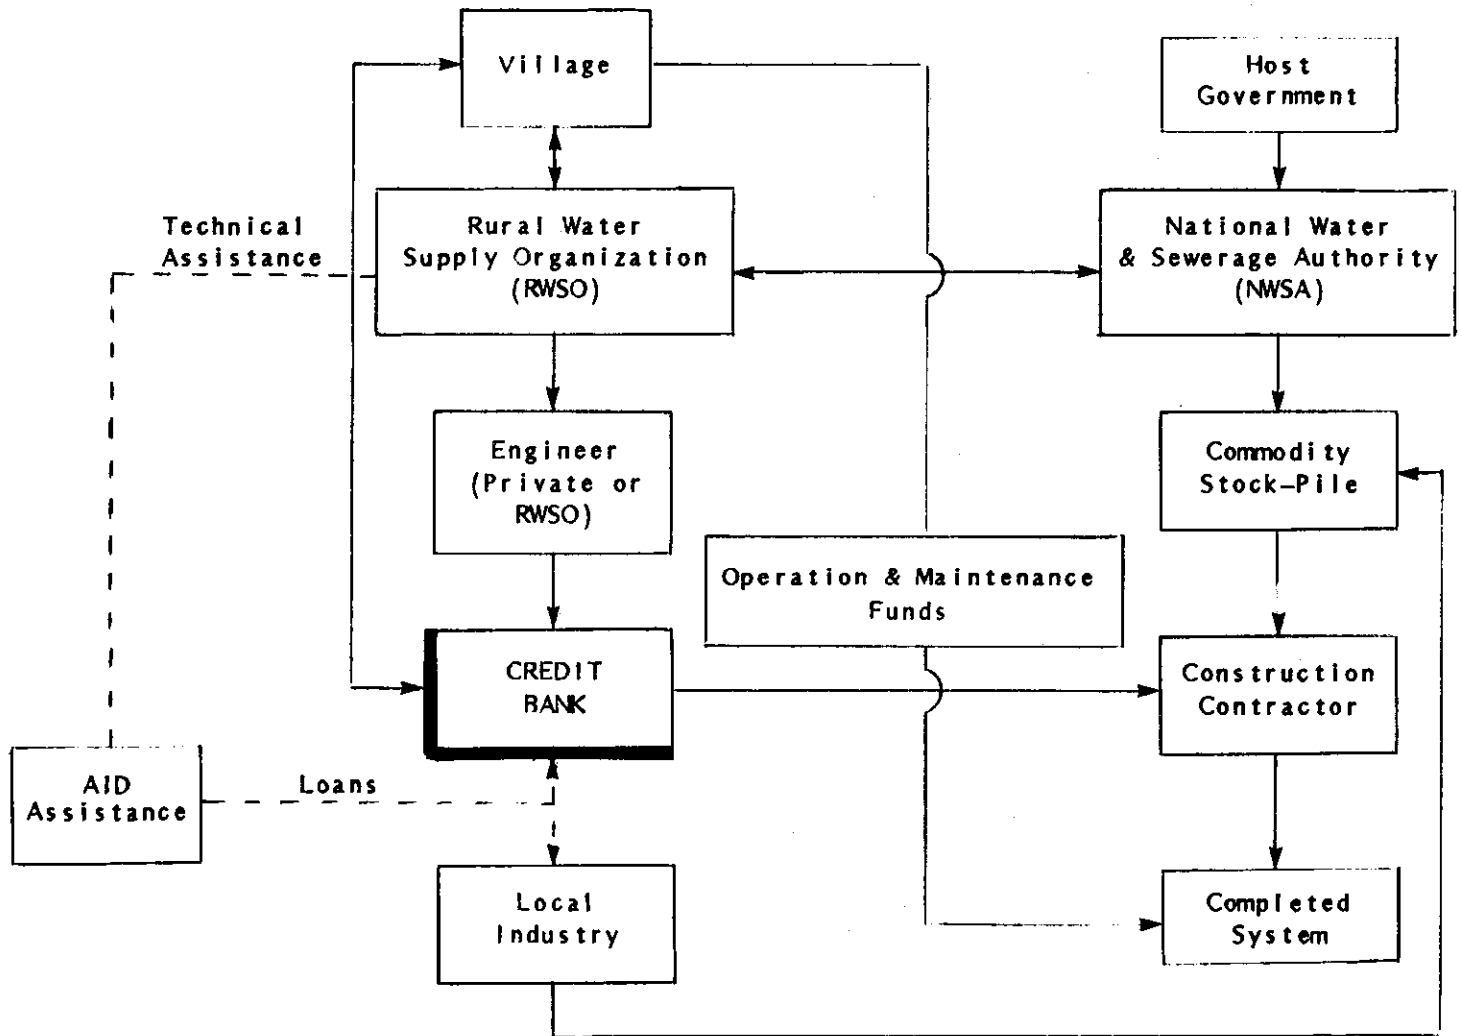 Village
Host
Government
Technical
Assistance
Rural Water
Supply Organization
(RWSO)
National Water
& Sewerage Authority
(NWSA)
Engineer
(Private or
RWSO)
Commodity
Stock-Pile
Operation & Maintenance
Funds
CREDIT
BANK
Construction
Contractor
AID
Assistance
Loans
Local
Industry
Completed
System